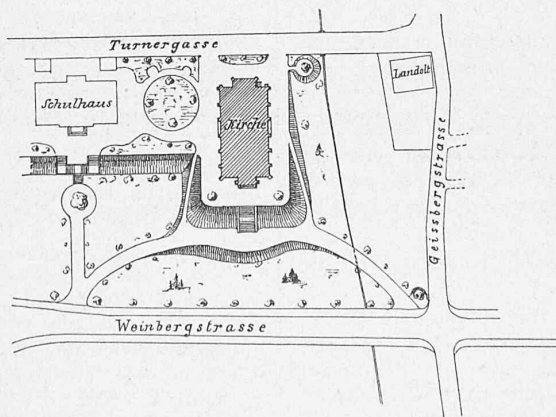 Turnergasse
Landolt
Schulhaus
Kirche
Geissbergstrasse
Weinbergstrasse